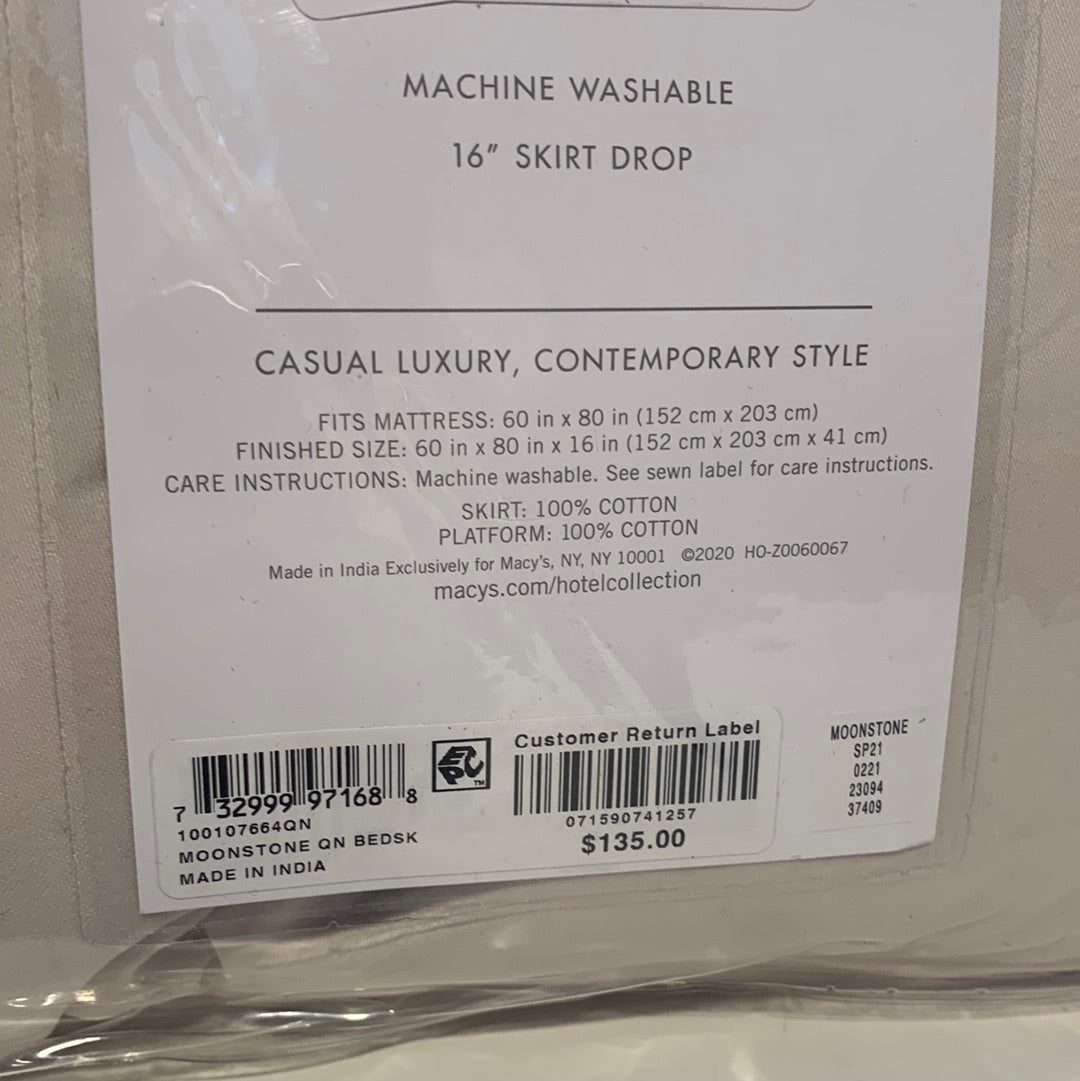 MACHINE WASHABLE
16" SKIRT DROP
CASUAL LUXURY, CONTEMPORARY STYLE
FITS MATTRESS: 60 in x 80 in (152 cm x 203 cm)
FINISHED SIZE: 60 in x 80 in x 16 in (152 cm x 203 cm x 41 cm)
CARE INSTRUCTIONS: Machine washable. See sewn label for care instructions.
SKIRT: 100% COTTON
PLATFORM: 100% COTTON
Made in India Exclusively for Macy's, NY, NY 10001 ©2020 HO-Z0060067
macys.com/hotelcollection
7 32999 97168 8
100107664QN
MOONSTONE QN BEDSK
MADE IN INDIA
EPC™
Customer Return Label
071590741257
$135.00
MOONSTONE
SP21
0221
23094
37409